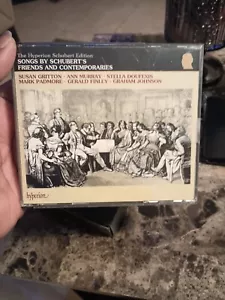 The Hyperion Schubert Edition
SONGS BY SCHUBERT'S
FRIENDS AND CONTEMPORARIES
SUSAN GRITTON · ANN MURRAY · STELLA DOUFEXIS
MARK PADMORE · GERALD FINLEY · GRAHAM JOHNSON
hyperion